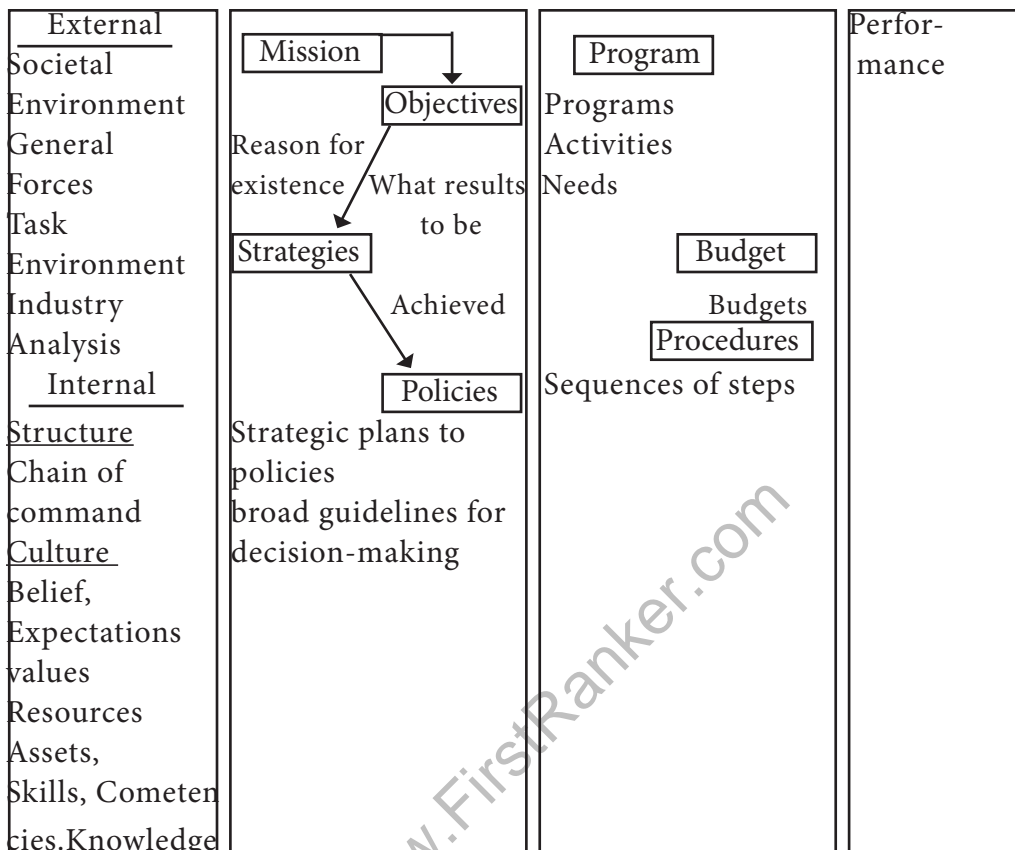 External
Societal
Environment
General
Forces
Task
Environment
Industry
Analysis
Internal
Structure
Chain of
command
Culture
Belief,
Expectations
values
Resources
Assets,
Skills, Cometen
cies.Knowledge
Mission
Objectives
Reason for
existence What results
to be
Strategies
Achieved
Policies
Strategic plans to
policies
broad guidelines for
decision-making
Program
Programs
Activities
Needs
Budget
Budgets
Procedures
Sequences of steps
Perfor-
mance
w.FirstRanker.com